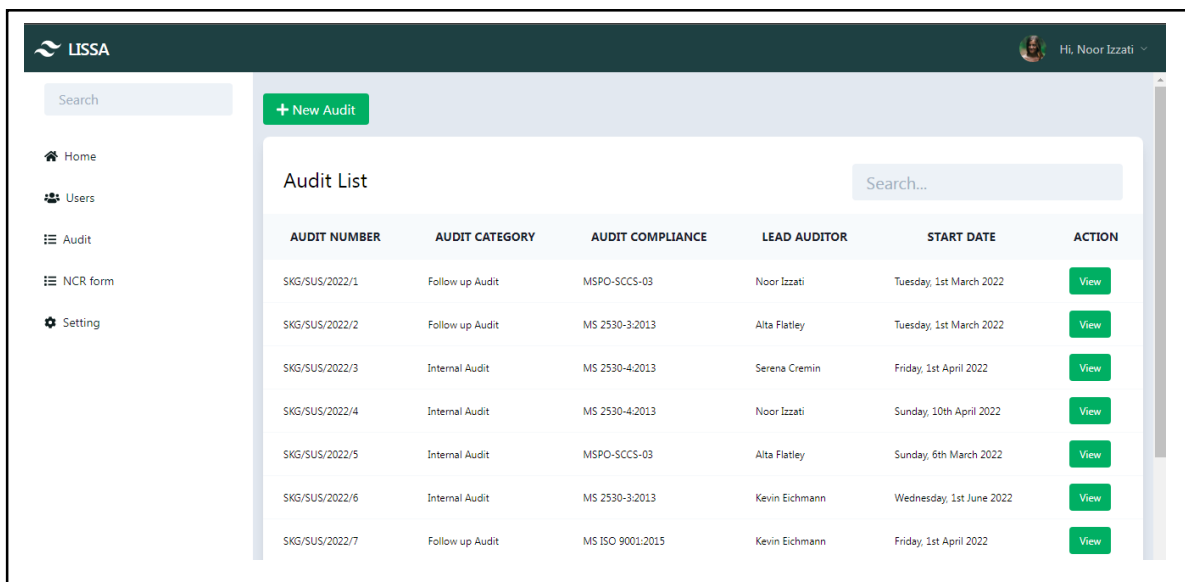 LISSA
Hi, Noor Izzati
Search
+ New Audit
Home
Users
Audit
NCR form
Setting
Audit List
Search...
AUDIT NUMBER AUDIT CATEGORY AUDIT COMPLIANCE LEAD AUDITOR START DATE ACTION
SKG/SUS/2022/1 Follow up Audit MSPO-SCCS-03 Noor Izzati Tuesday, 1st March 2022 View
SKG/SUS/2022/2 Follow up Audit MS 2530-3:2013 Alta Flatley Tuesday, 1st March 2022 View
SKG/SUS/2022/3 Internal Audit MS 2530-4:2013 Serena Cremin Friday, 1st April 2022 View
SKG/SUS/2022/4 Internal Audit MS 2530-4:2013 Noor Izzati Sunday, 10th April 2022 View
SKG/SUS/2022/5 Internal Audit MSPO-SCCS-03 Alta Flatley Sunday, 6th March 2022 View
SKG/SUS/2022/6 Internal Audit MS 2530-3:2013 Kevin Eichmann Wednesday, 1st June 2022 View
SKG/SUS/2022/7 Follow up Audit MS ISO 9001:2015 Kevin Eichmann Friday, 1st April 2022 View